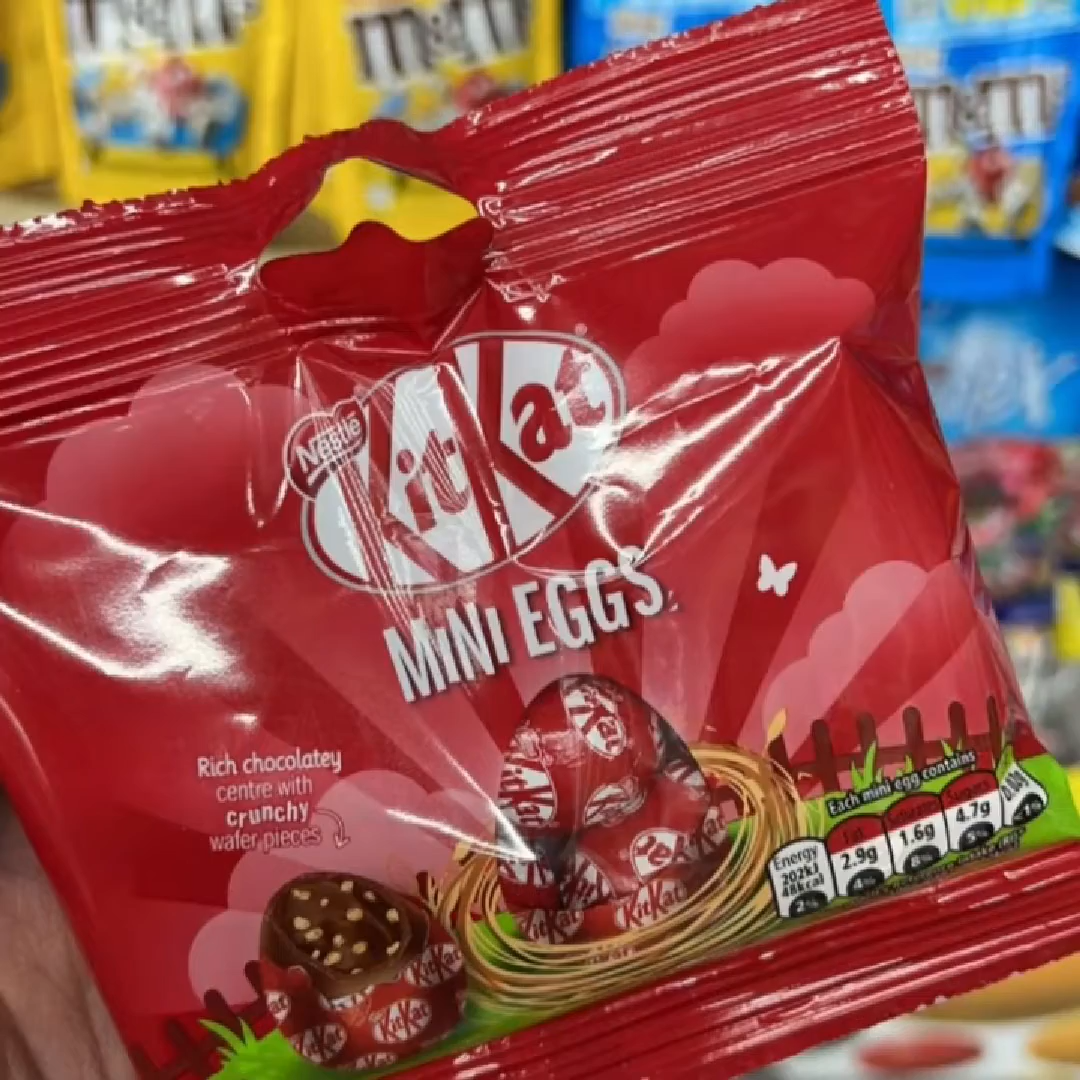 m&m
m&m
m&m
Nestlé
KitKat
MiNi EGGS
Rich chocolatey
centre with
crunchy
wafer pieces
KitKat
KitKat
KitKat
KitKat
KitKat
Each mini egg contains
Energy
202kJ
48kcal
2%
Fat
2.9g
4%
Saturates
1.6g
8%
Sugars
4.7g
5%